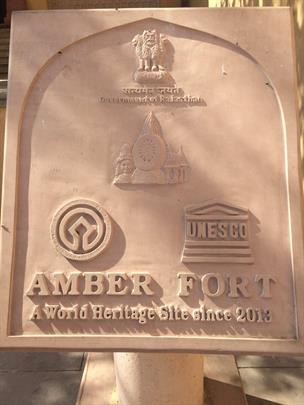 सत्यमेव जयते
Government of Rajasthan
UNESCO
AMBER FORT
A World Heritage Site since 2013